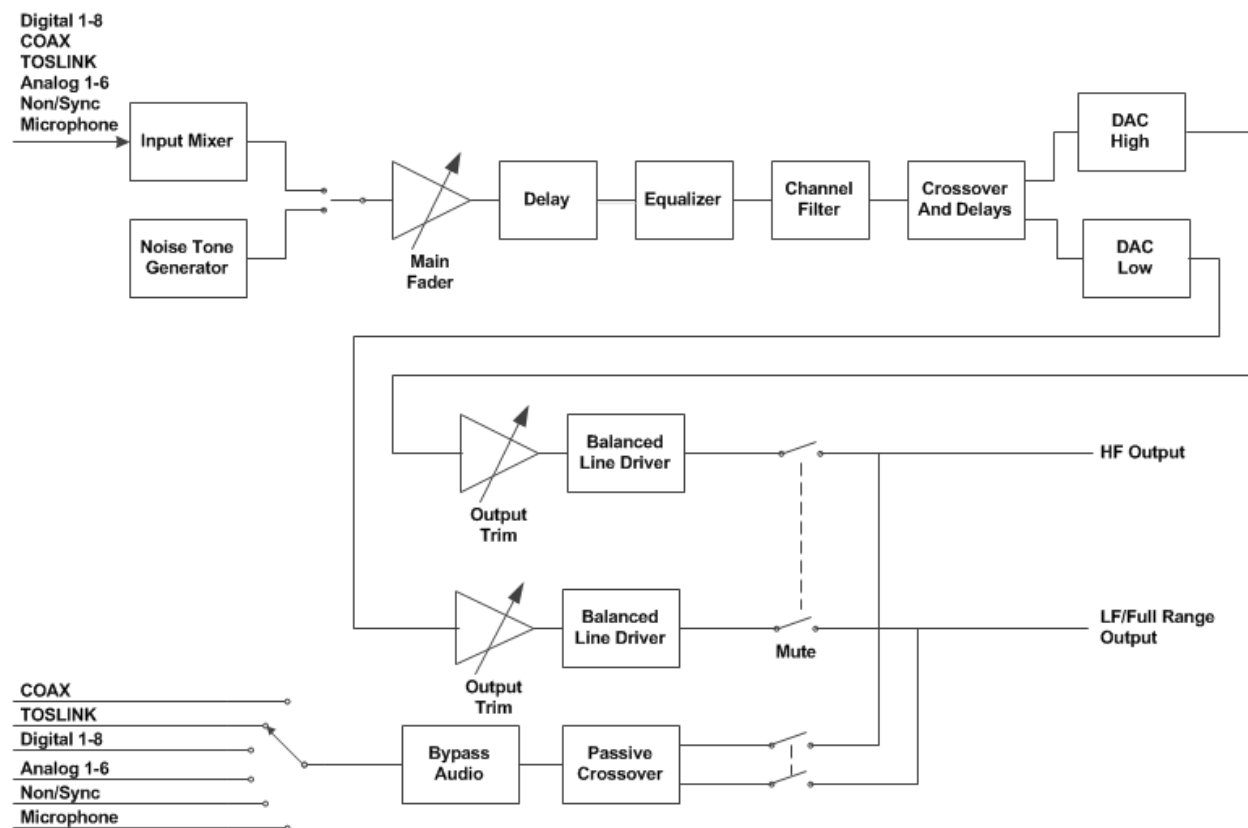 Digital 1-8
COAX
TOSLINK
Analog 1-6
Non/Sync
Microphone
Input Mixer
Noise Tone
Generator
Main
Fader
Delay
Equalizer
Channel
Filter
Crossover
And Delays
DAC
High
DAC
Low
Output
Trim
Balanced
Line Driver
HF Output
Output
Trim
Balanced
Line Driver
Mute
LF/Full Range
Output
COAX
TOSLINK
Digital 1-8
Analog 1-6
Non/Sync
Microphone
Bypass
Audio
Passive
Crossover